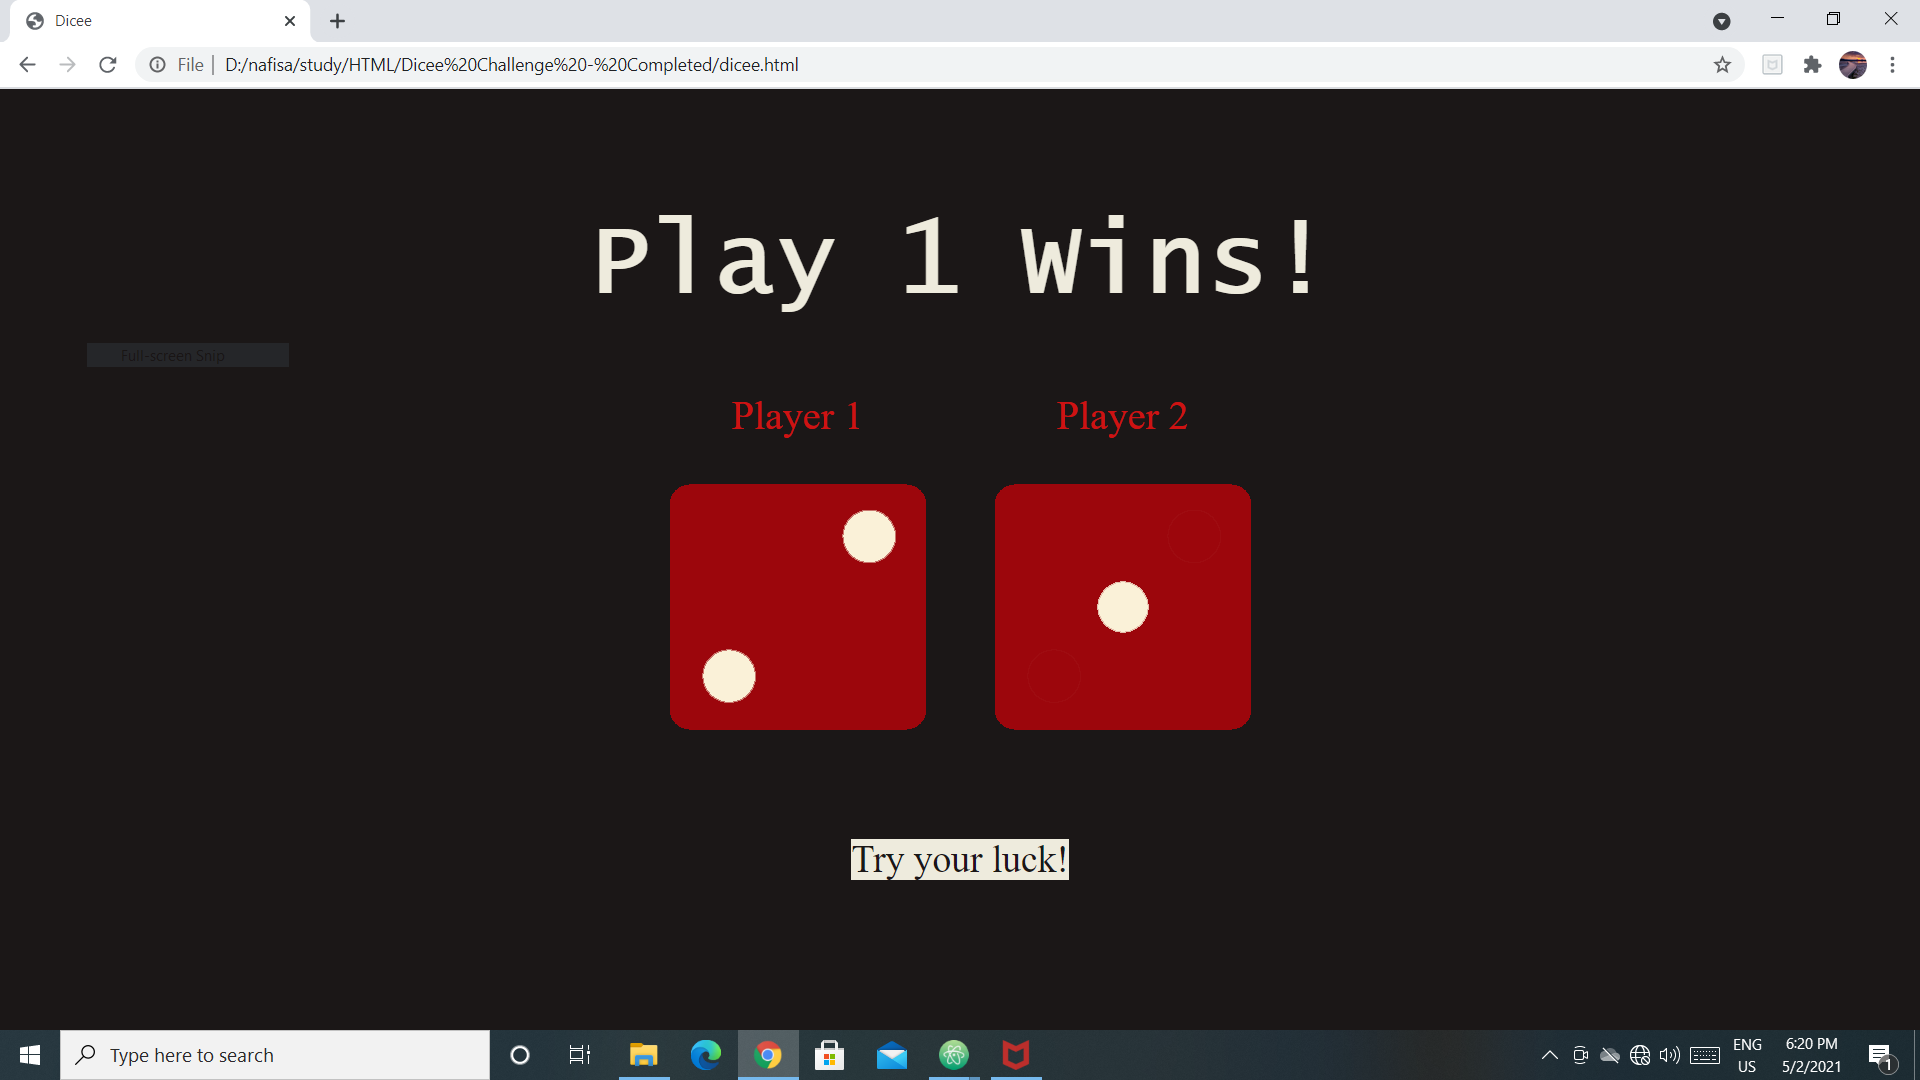 Dicee
File
D:/nafisa/study/HTML/Dicee%20Challenge%20-%20Completed/dicee.html
Play 1 Wins!
Full-screen Snip
Player 1 Player 2
Try your luck!
Type here to search
ENG
US
6:20 PM
5/2/2021
1